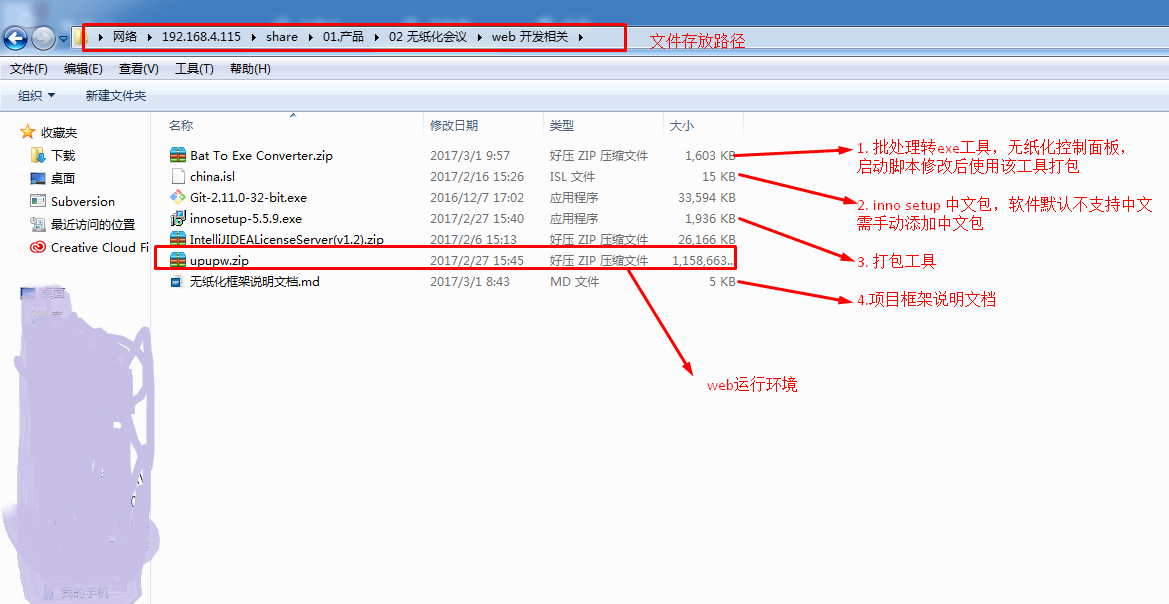 网络 192.168.4.115 share 01.产品 02 无纸化会议 web 开发相关
文件存放路径
文件(F) 编辑(E) 查看(V) 工具(T) 帮助(H)
组织 新建文件夹
收藏夹
下载
桌面
Subversion
最近访问的位置
Creative Cloud Fi
桌面
库
我的手机
名称 修改日期 类型 大小
Bat To Exe Converter.zip 2017/3/1 9:57 好压 ZIP 压缩文件 1,603 KB
china.isl 2017/2/16 15:26 ISL 文件 15 KB
Git-2.11.0-32-bit.exe 2016/12/7 17:02 应用程序 33,594 KB
innosetup-5.5.9.exe 2017/2/27 15:40 应用程序 1,936 KB
IntelliJIDEALicenseServer(v1.2).zip 2017/2/6 15:13 好压 ZIP 压缩文件 26,166 KB
upupw.zip 2017/2/27 15:45 好压 ZIP 压缩文件 1,158,663...
无纸化框架说明文档.md 2017/3/1 8:43 MD 文件 5 KB
1. 批处理转exe工具，无纸化控制面板，
启动脚本修改后使用该工具打包
2. inno setup 中文包，软件默认不支持中文
需手动添加中文包
3. 打包工具
4.项目框架说明文档
web运行环境